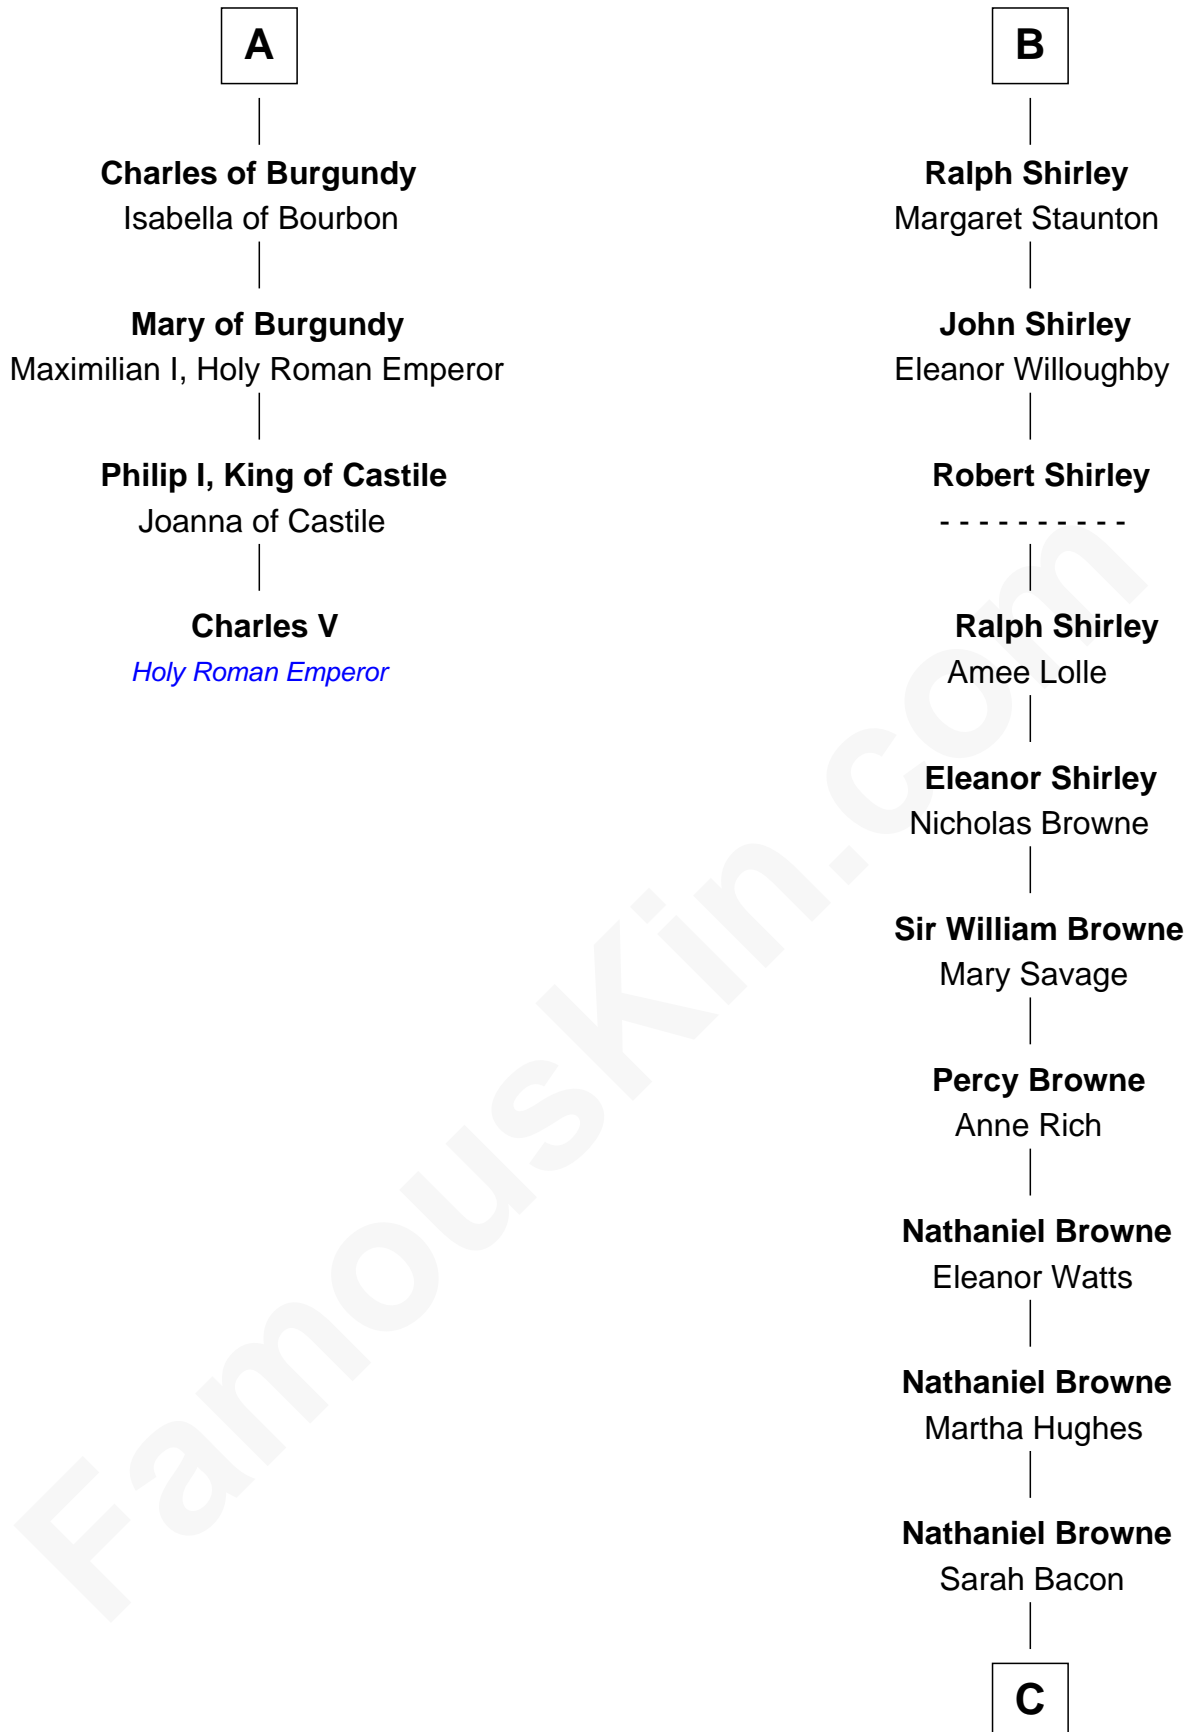 A
Charles of Burgundy
Isabella of Bourbon
Mary of Burgundy
Maximilian I, Holy Roman Emperor
Philip I, King of Castile
Joanna of Castile
Charles V
Holy Roman Emperor
B
Ralph Shirley
Margaret Staunton
John Shirley
Eleanor Willoughby
Robert Shirley
- - - - - - - - - -
Ralph Shirley
Amee Lolle
Eleanor Shirley
Nicholas Browne
Sir William Browne
Mary Savage
Percy Browne
Anne Rich
Nathaniel Browne
Eleanor Watts
Nathaniel Browne
Martha Hughes
Nathaniel Browne
Sarah Bacon
C
FamousKin.com